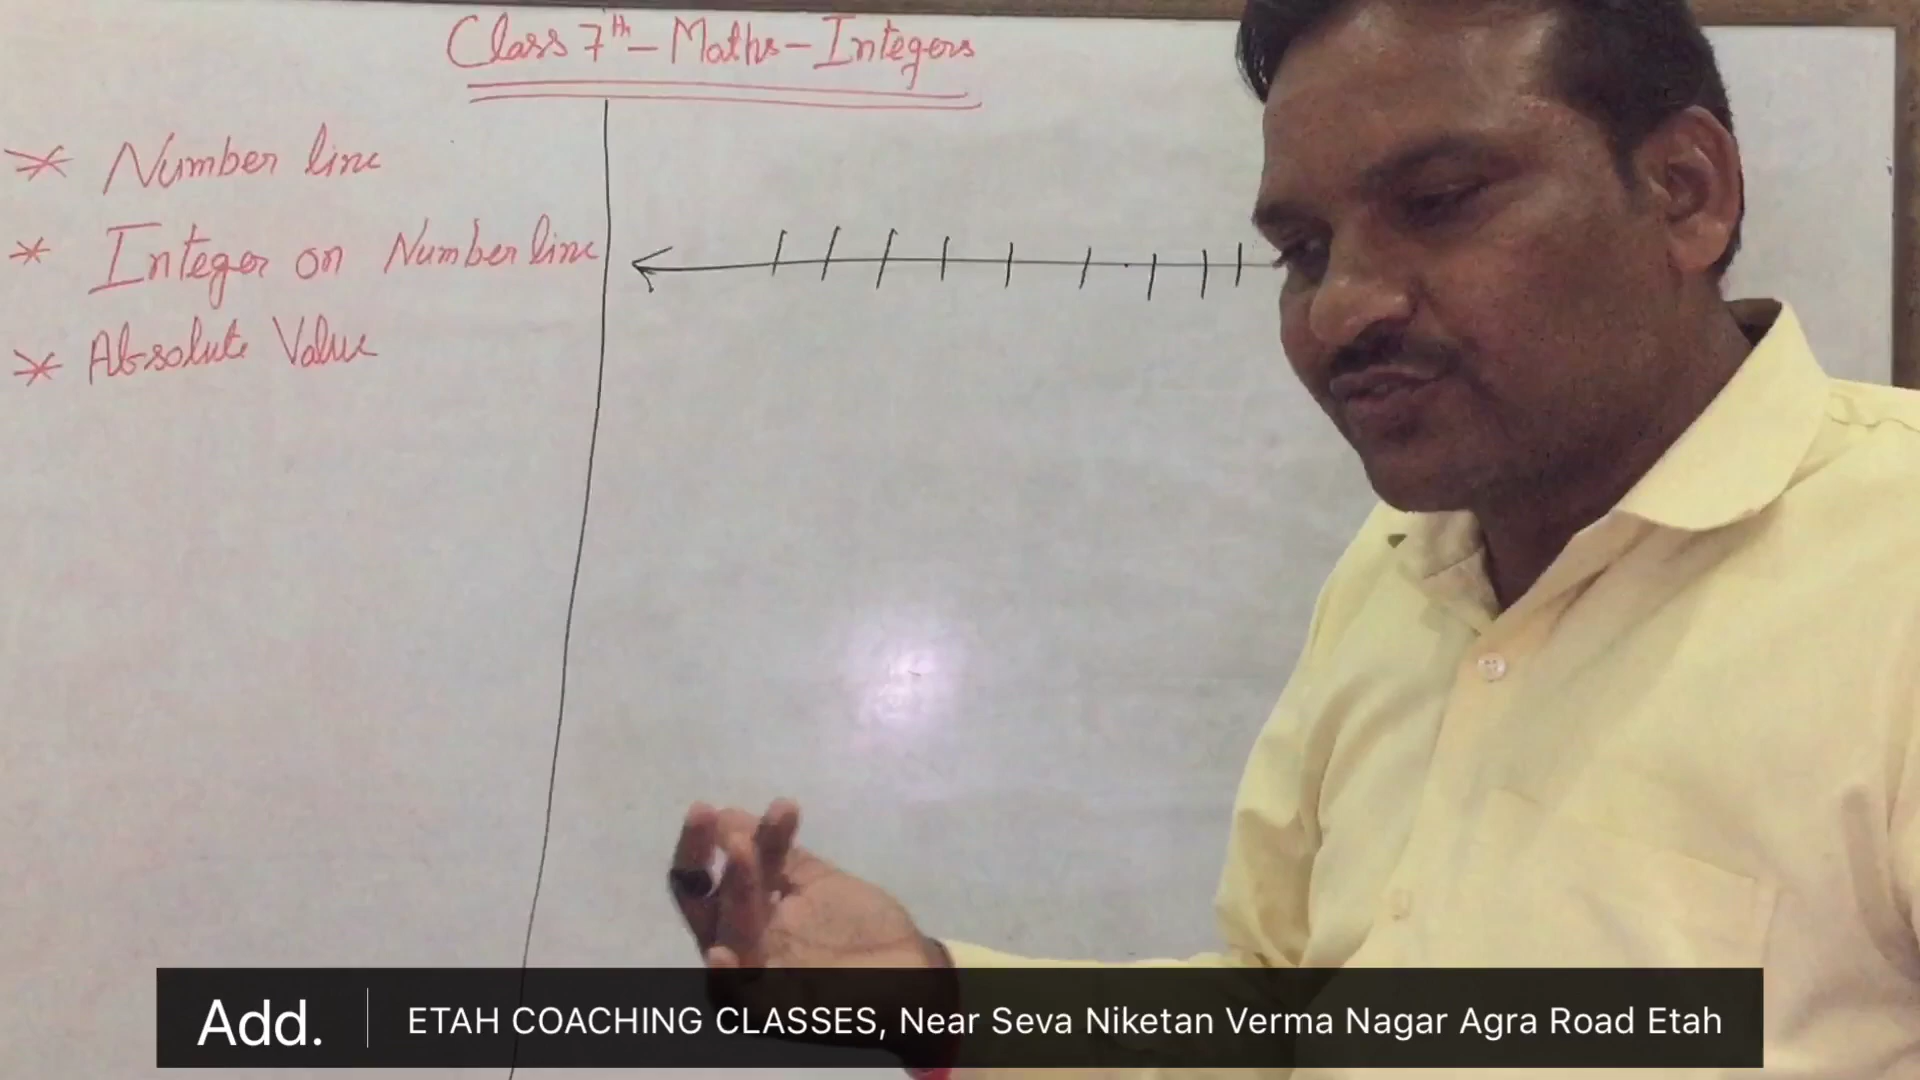 Class 7th - Maths - Integers
* Number line
* Integer on Number line
* Absolute Value
Add. | ETAH COACHING CLASSES, Near Seva Niketan Verma Nagar Agra Road Etah